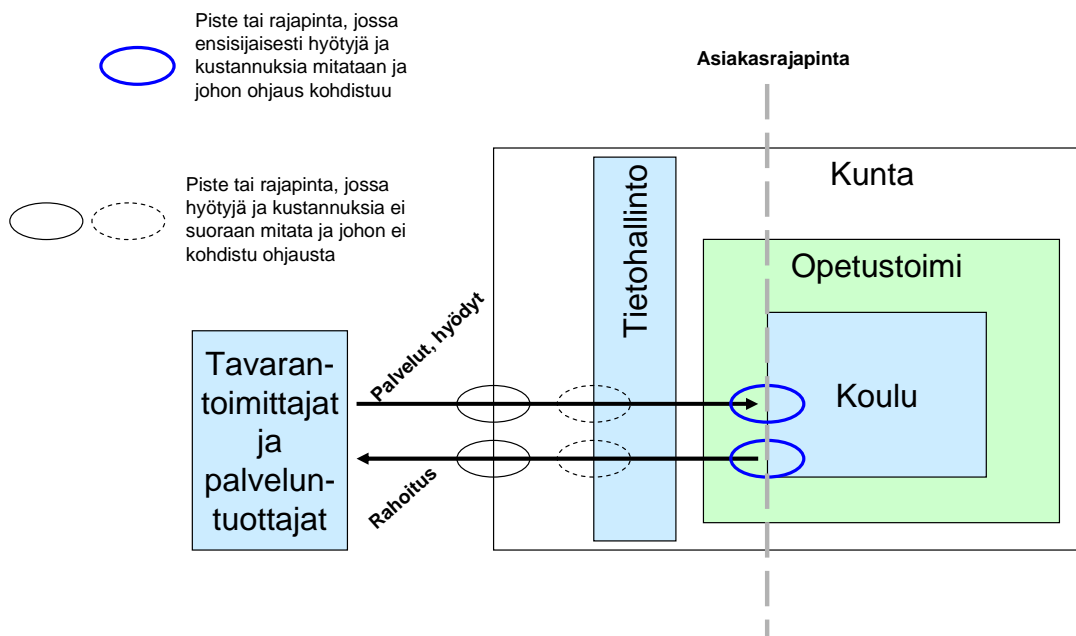 Piste tai rajapinta, jossa
ensisijaisesti hyötyjä ja
kustannuksia mitataan ja
johon ohjaus kohdistuu
Asiakasrajapinta
Piste tai rajapinta, jossa
hyötyjä ja kustannuksia ei
suoraan mitata ja johon ei
kohdistu ohjausta
Kunta
Tietohallinto
Opetustoimi
Palvelut, hyödyt
Tavaran-
toimittajat
ja
palvelun-
tuottajat
Koulu
Rahoitus